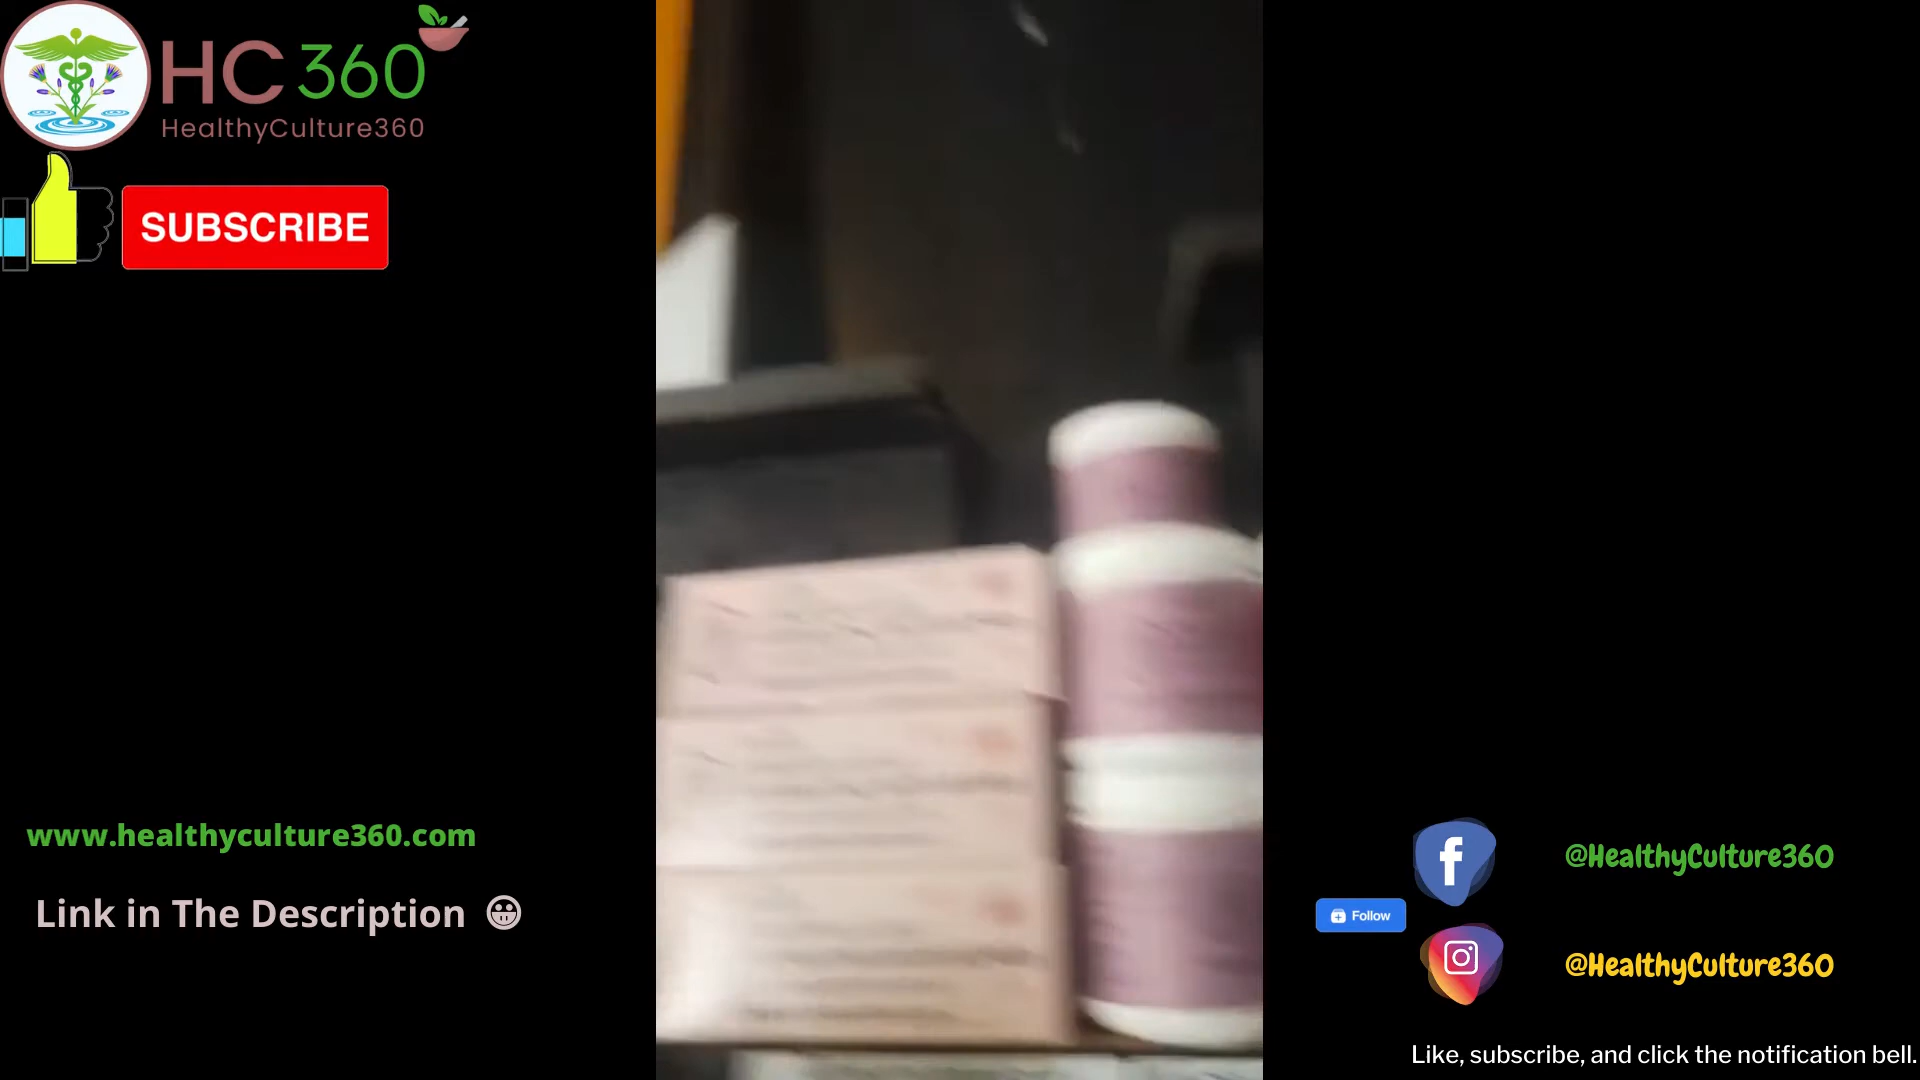 HC 360
HealthyCulture360
SUBSCRIBE
www.healthyculture360.com
Link in The Description
@HealthyCulture360
Follow
@HealthyCulture360
Like, subscribe, and click the notification bell.